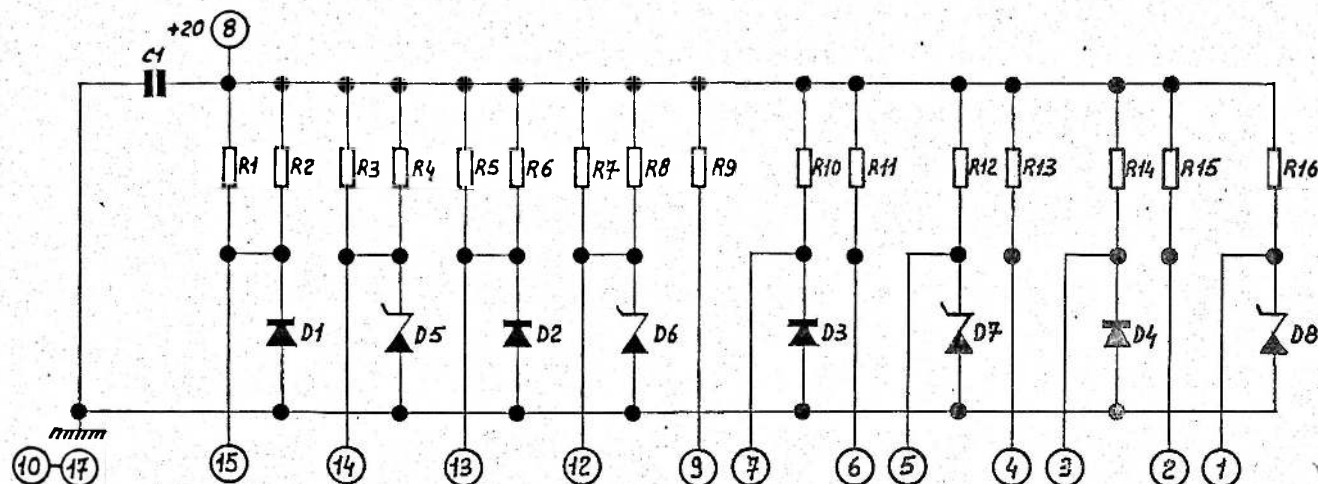 +20 8
C1
R1 R2 R3 R4 R5 R6 R7 R8 R9 R10 R11 R12 R13 R14 R15 R16
D1 D5 D2 D6 D3 D7 D4 D8
10-17 15 14 13 12 9 7 6 5 4 3 2 1